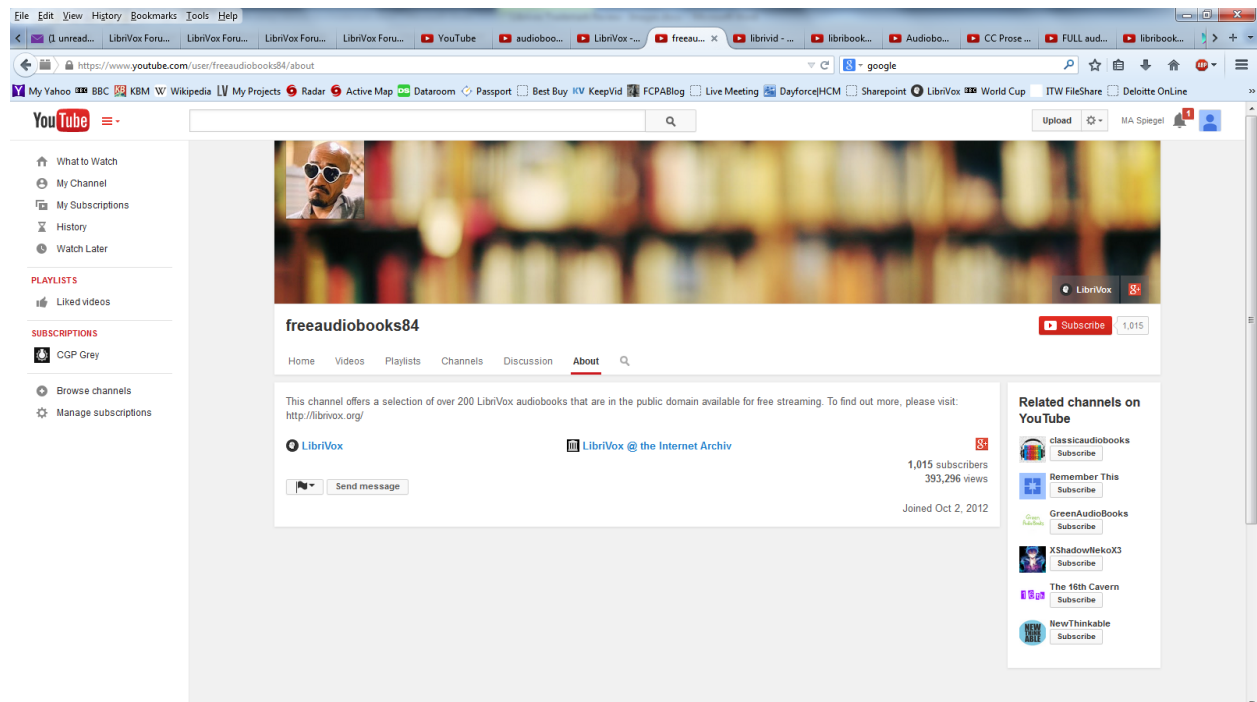 File Edit View History Bookmarks Tools Help
(1 unread... LibriVox Foru... LibriVox Foru... LibriVox Foru... LibriVox Foru... YouTube audioboo... LibriVox -... freeau... × librivid - ... libribook... Audiobo... CC Prose ... FULL aud... libribook...
https://www.youtube.com/user/freeaudiobooks84/about
google
My Yahoo BBC KBM Wikipedia My Projects Radar Active Map Dataroom Passport Best Buy KeepVid FCPABlog Live Meeting Dayforce|HCM Sharepoint LibriVox World Cup ITW FileShare Deloitte OnLine
YouTube
Upload
MA Spiegel
1
What to Watch
My Channel
My Subscriptions
History
Watch Later
PLAYLISTS
Liked videos
SUBSCRIPTIONS
CGP Grey
Browse channels
Manage subscriptions
LibriVox
freeaudiobooks84
Subscribe 1,015
Home Videos Playlists Channels Discussion About
This channel offers a selection of over 200 LibriVox audiobooks that are in the public domain available for free streaming. To find out more, please visit:
http://librivox.org/
LibriVox
LibriVox @ the Internet Archiv
1,015 subscribers
393,296 views
Send message
Joined Oct 2, 2012
Related channels on
YouTube
classicaudiobooks
Subscribe
Remember This
Subscribe
GreenAudioBooks
Subscribe
XShadowNekoX3
Subscribe
The 16th Cavern
Subscribe
NewThinkable
Subscribe
NEW
THINK
ABLE